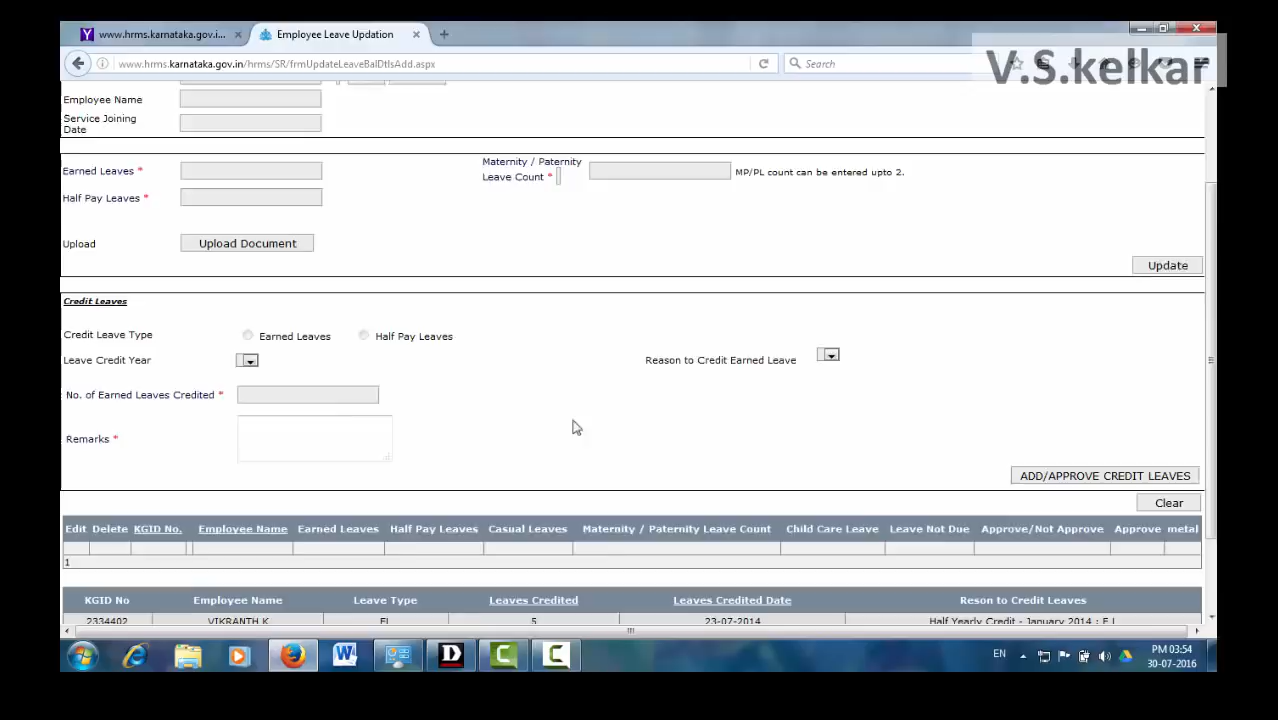 www.hrms.karnataka.gov.i...
Employee Leave Updation
V.S.kelkar
www.hrms.karnataka.gov.in/hrms/SR/frmUpdateLeaveBalDtlsAdd.aspx
Search
Employee Name
Service Joining
Date
Earned Leaves *
Maternity / Paternity
Leave Count *
MP/PL count can be entered upto 2.
Half Pay Leaves *
Upload
Upload Document
Update
Credit Leaves
Credit Leave Type
Earned Leaves
Half Pay Leaves
Leave Credit Year
Reason to Credit Earned Leave
No. of Earned Leaves Credited *
Remarks *
ADD/APPROVE CREDIT LEAVES
Clear
Edit Delete KGID No. Employee Name Earned Leaves Half Pay Leaves Casual Leaves Maternity / Paternity Leave Count Child Care Leave Leave Not Due Approve/Not Approve Approve metal
1
KGID No Employee Name Leave Type Leaves Credited Leaves Credited Date Reson to Credit Leaves
2334402 VIKRANTH K EL 5 23-07-2014 Half Yearly Credit - January 2014 : E L
EN
PM 03:54
30-07-2016